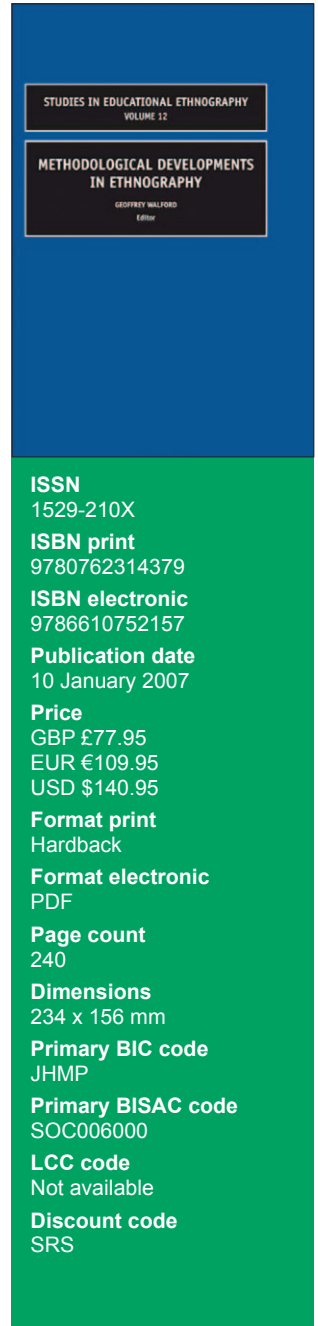 STUDIES IN EDUCATIONAL ETHNOGRAPHY
VOLUME 12
METHODOLOGICAL DEVELOPMENTS
IN ETHNOGRAPHY
GEOFFREY WALFORD
Editor
ISSN
1529-210X
ISBN print
9780762314379
ISBN electronic
9786610752157
Publication date
10 January 2007
Price
GBP £77.95
EUR €109.95
USD $140.95
Format print
Hardback
Format electronic
PDF
Page count
240
Dimensions
234 x 156 mm
Primary BIC code
JHMP
Primary BISAC code
SOC006000
LCC code
Not available
Discount code
SRS